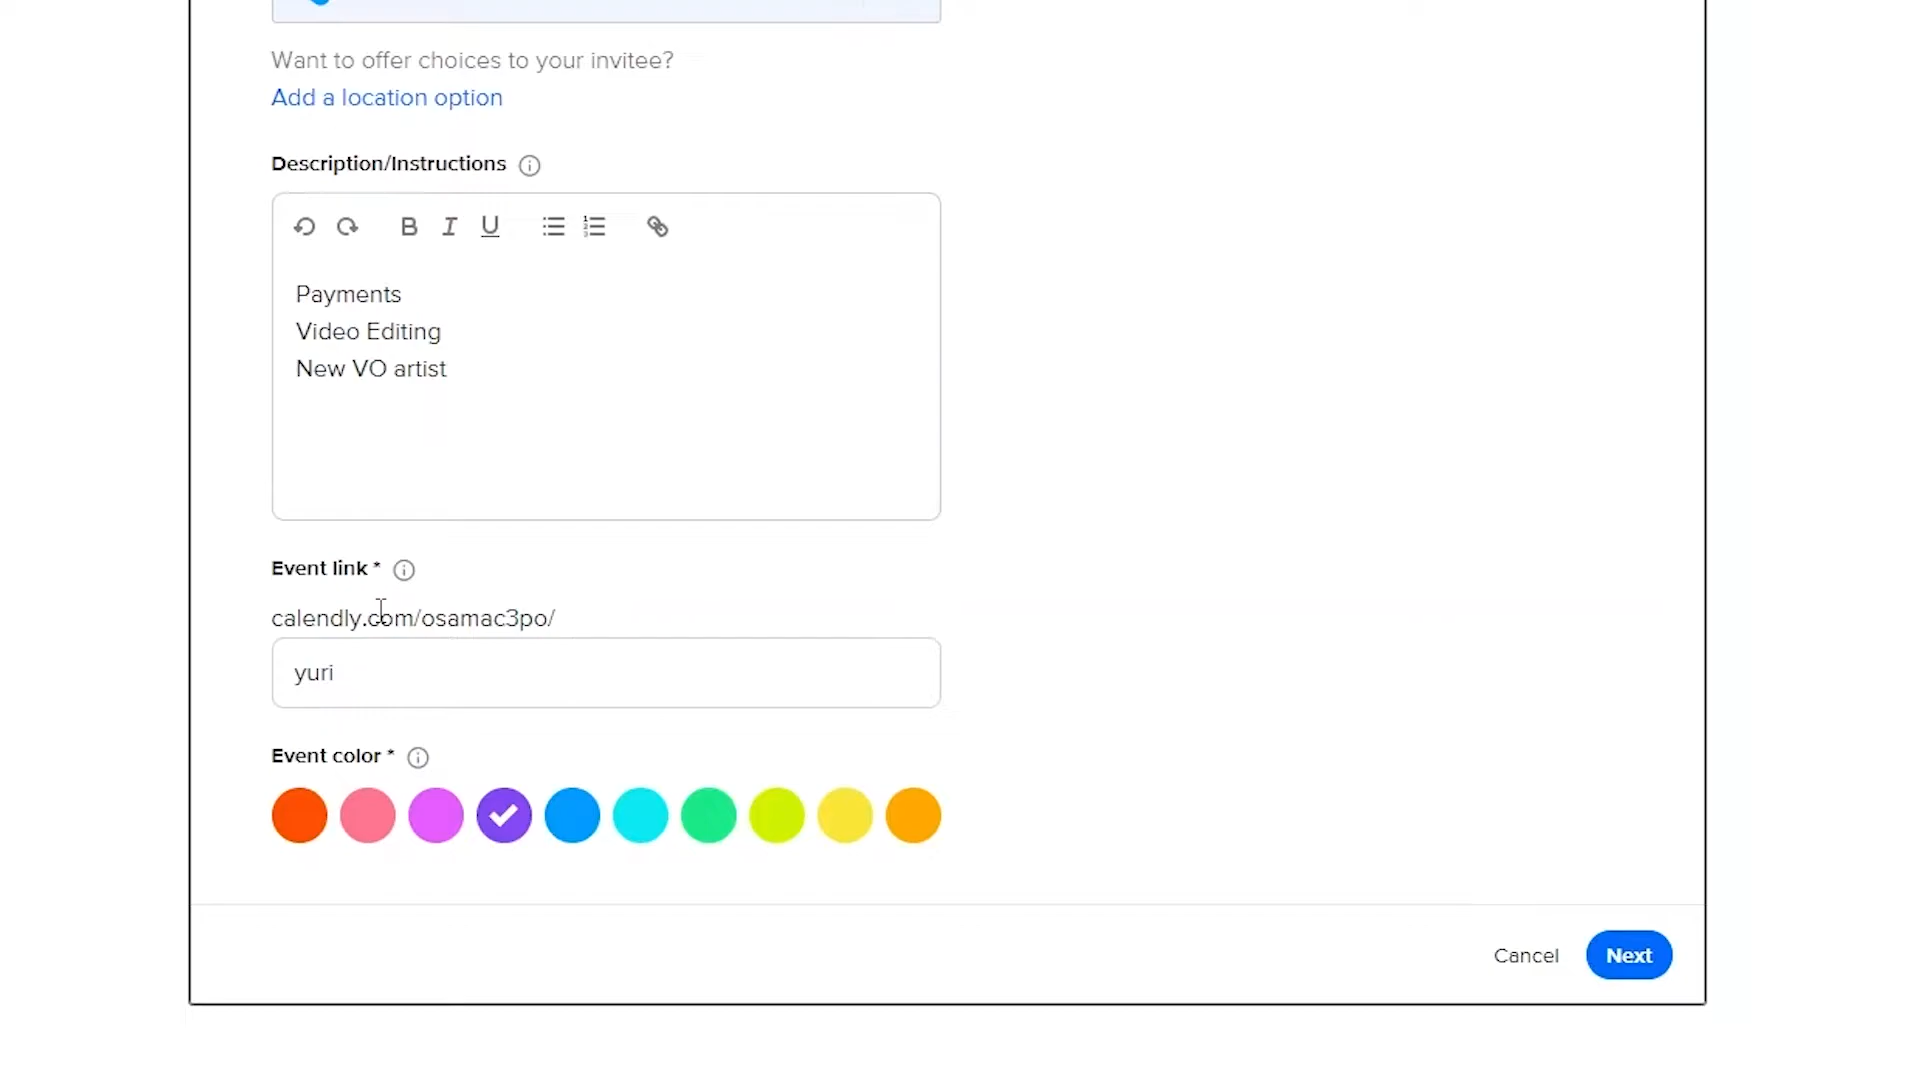 Want to offer choices to your invitee?
Add a location option
Description/Instructions
B I U
Payments
Video Editing
New VO artist
Event link *
calendly.com/osamac3po/
yuri
Event color *
Cancel
Next